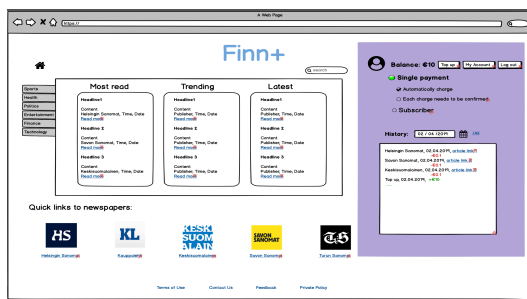 A Web Page
https://
Finn+
search
Sports
Health
Politics
Entertainment
Finance
Technology
Most read
Headline1
Content
Helsingin Sanomat, Time, Date
Read more
Headline 2
Content
Savon Sanomat, Time, Date
Read more
Headline 3
Content
Keskisuomalainen, Time, Date
Read more
Trending
Headline1
Content
Publisher, Time, Date
Read more
Headline 2
Content
Publisher, Time, Date
Read more
Headline 3
Content
Publisher, Time, Date
Read more
Latest
Headline1
Content
Publisher, Time, Date
Read more
Headline 2
Content
Publisher, Time, Date
Read more
Headline 3
Content
Publisher, Time, Date
Read more
Balance: €10 Top up My Account Log out
Single payment
Automatically charge
Each charge need to be confirmed.
Subscriber
History: 02 / 04 / 2019
Helsingin Sanomat, 02.04.2019, article link
-€0.1
Savon Sanomat, 02.04.2019, article link
-€0.1
Keskisuomalainen, 02.04.2019, article link
-€0.1
Top up, 02.04.2019, +€10
Quick links to newspapers:
HS
KL
KESKI
SUOM
ALAIN
SAVON
SANOMAT
TS
Helsingin Sanomat
Kauppalehti
Keskisuomalainen
Savon Sanomat
Turun Sanomat
Terms of Use Contact Us Feedback Private Policy